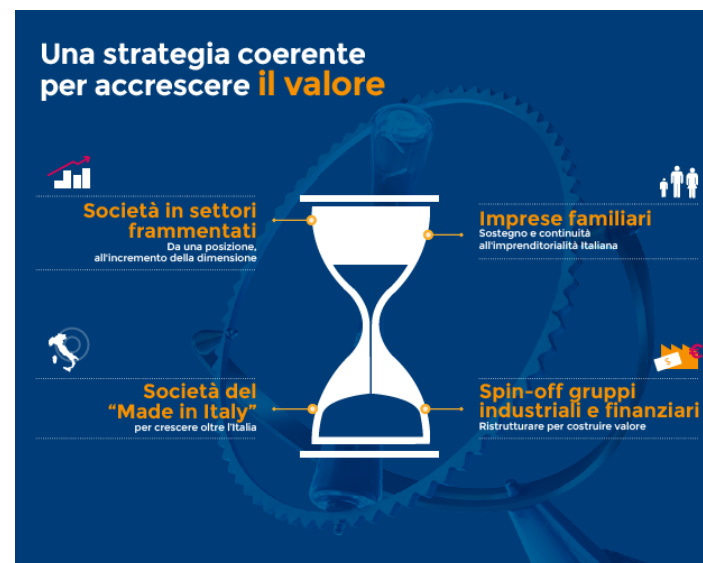 Una strategia coerente
per accrescere il valore
Società in settori
frammentati
Da una posizione,
all'incremento della dimensione
Imprese familiari
Sostegno e continuità
all'imprenditorialità Italiana
Società del
“Made in Italy”
per crescere oltre l'Italia
Spin-off gruppi
industriali e finanziari
Ristrutturare per costruire valore
$
€